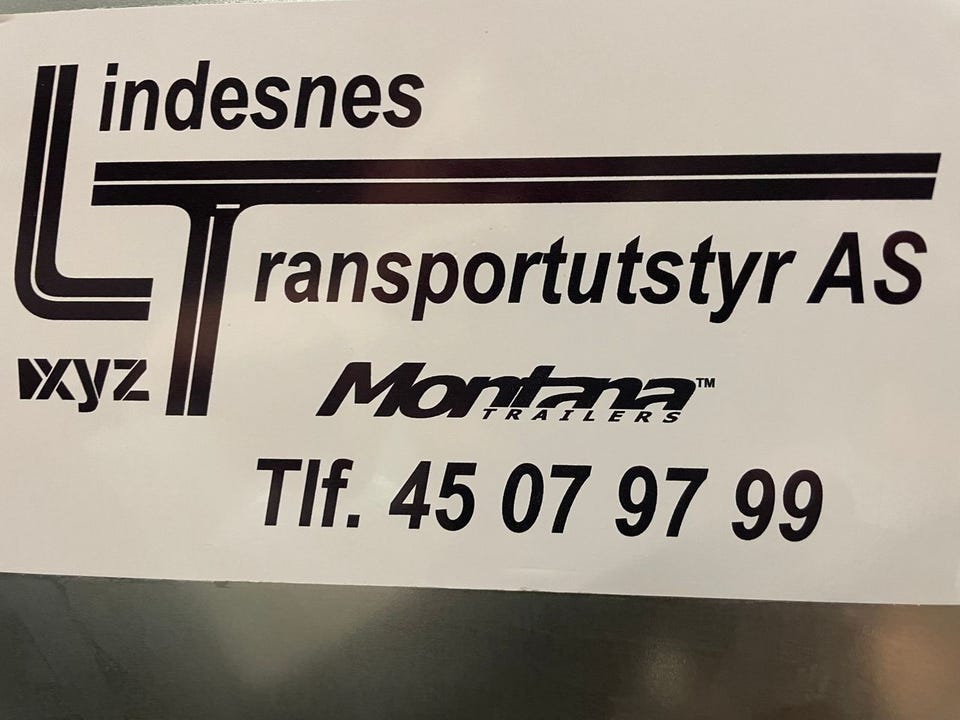 Lindesnes
Transportutstyr AS
xyz
Montana™
TRAILERS
Tlf. 45 07 97 99